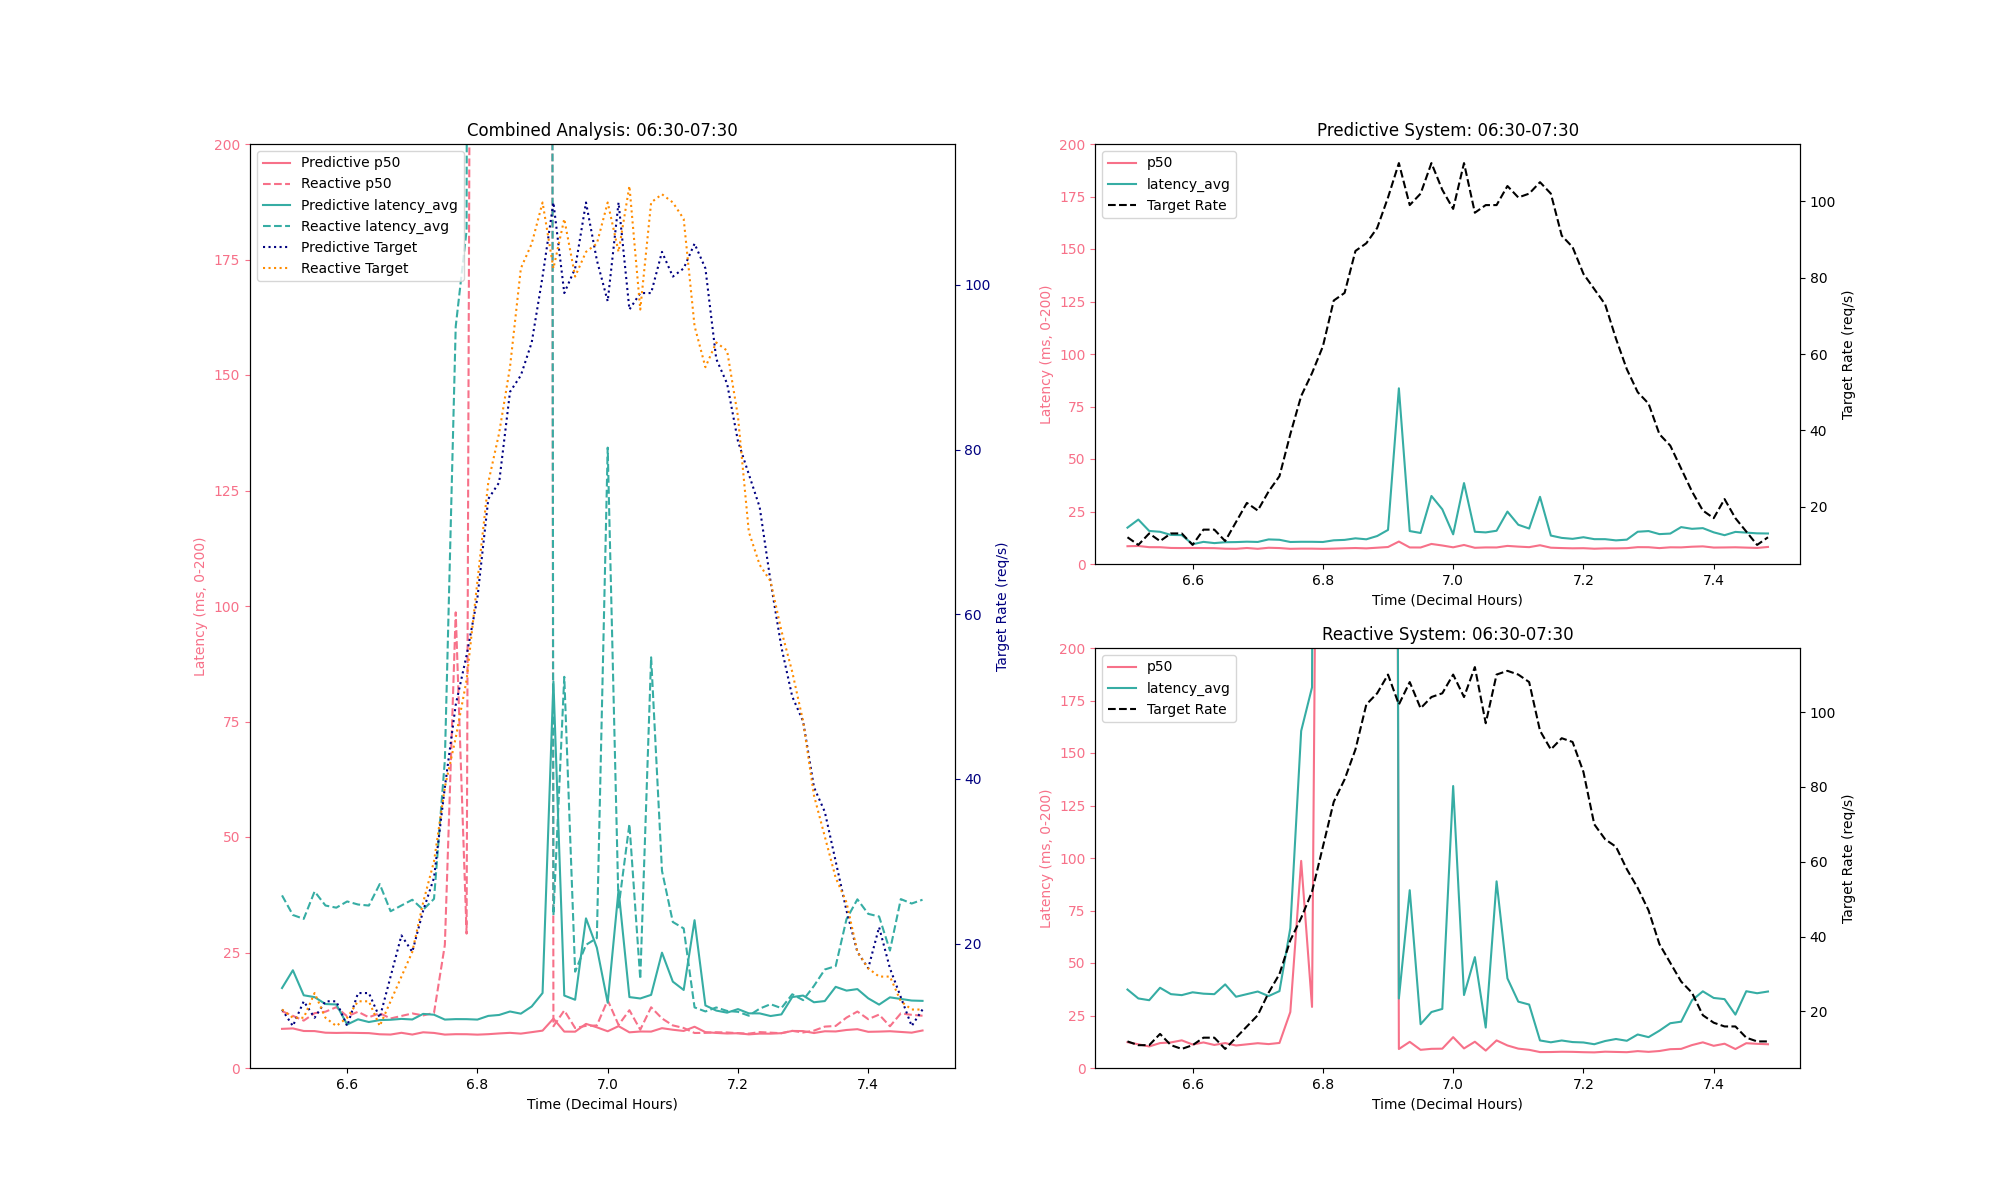 Combined Analysis: 06:30-07:30
Predictive p50
Reactive p50
Predictive latency_avg
Reactive latency_avg
Predictive Target
Reactive Target
200
175
150
125
100
75
50
25
0
Latency (ms, 0-200)
100
80
60
40
20
Target Rate (req/s)
6.6 6.8 7.0 7.2 7.4
Time (Decimal Hours)
Predictive System: 06:30-07:30
p50
latency_avg
Target Rate
200
175
150
125
100
75
50
25
0
Latency (ms, 0-200)
100
80
60
40
20
Target Rate (req/s)
6.6 6.8 7.0 7.2 7.4
Time (Decimal Hours)
Reactive System: 06:30-07:30
p50
latency_avg
Target Rate
200
175
150
125
100
75
50
25
0
Latency (ms, 0-200)
100
80
60
40
20
Target Rate (req/s)
6.6 6.8 7.0 7.2 7.4
Time (Decimal Hours)